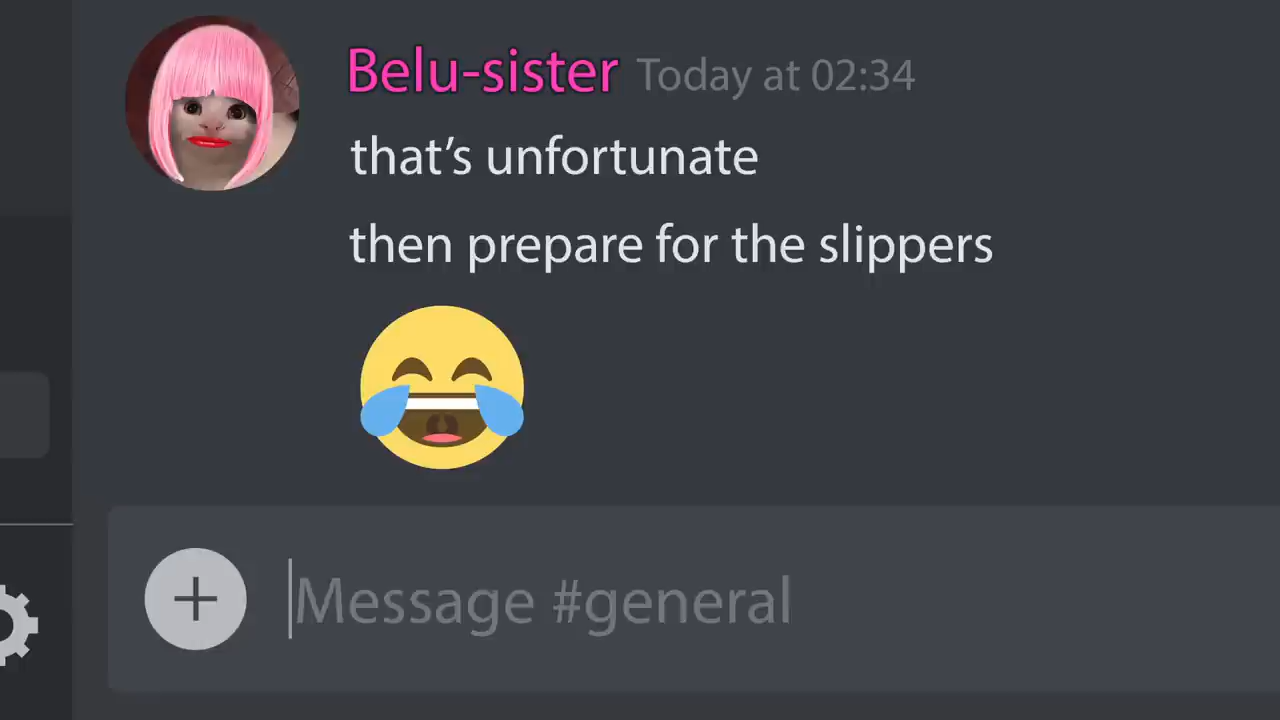 Belu-sister Today at 02:34
that’s unfortunate
then prepare for the slippers
Message #general